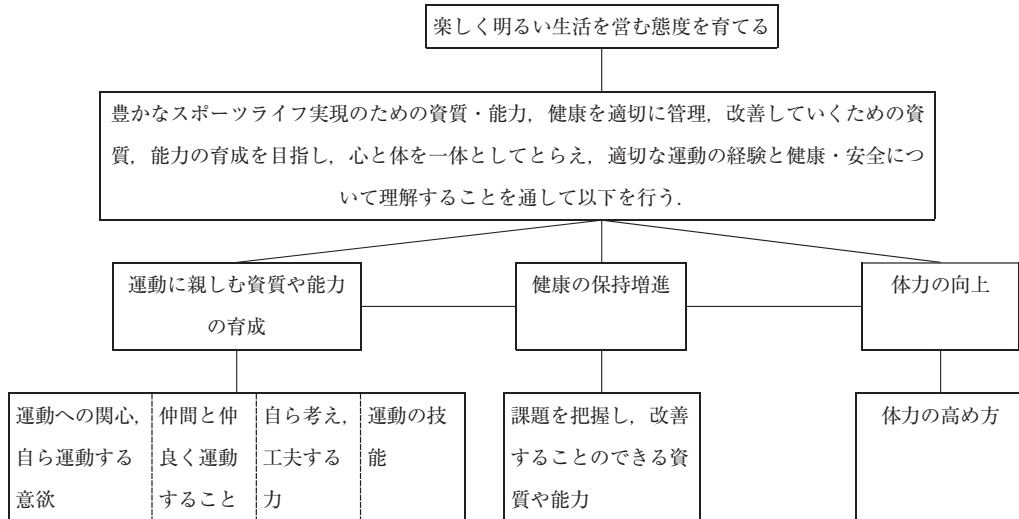 楽しく明るい生活を営む態度を育てる
豊かなスポーツライフ実現のための資質・能力，健康を適切に管理，改善していくための資
質，能力の育成を目指し，心と体を一体としてとらえ，適切な運動の経験と健康・安全につ
いて理解することを通して以下を行う．
運動に親しむ資質や能力
の育成
健康の保持増進
体力の向上
運動への関心，
自ら運動する
意欲
仲間と仲
良く運動
すること
自ら考え，
工夫する
力
運動の技
能
課題を把握し，改善
することのできる資
質や能力
体力の高め方